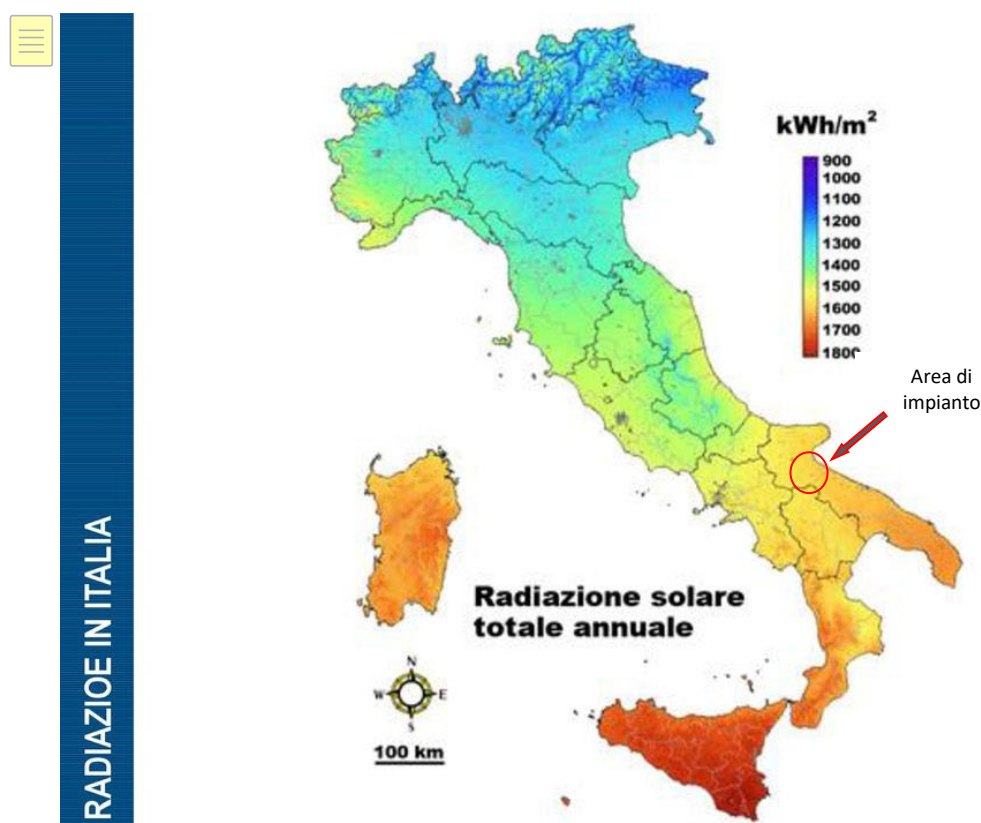 RADIAZIOE IN ITALIA
kWh/m²
900
1000
1100
1200
1300
1400
1500
1600
1700
1800
Area di
impianto
Radiazione solare
totale annuale
N
W E
S
100 km